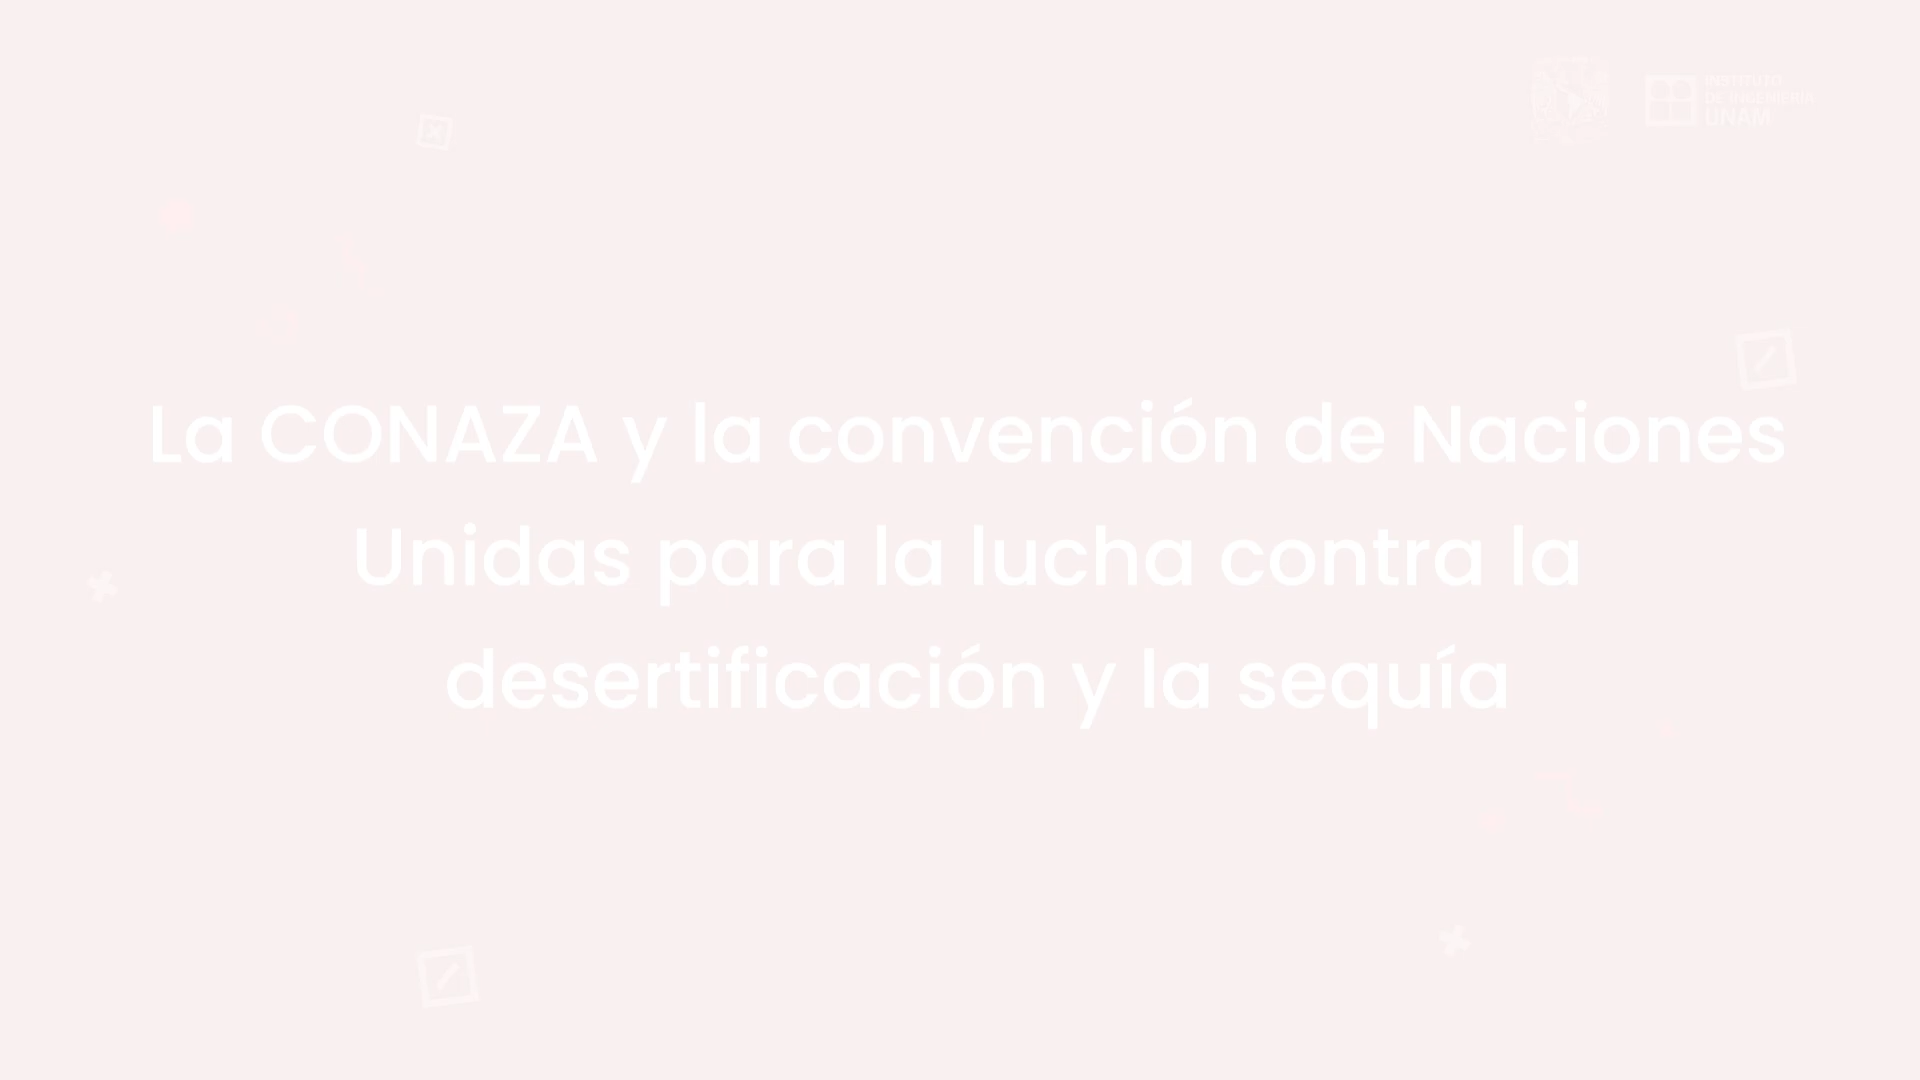 INSTITUTO
DE INGENIERÍA
UNAM
La CONAZA y la convención de Naciones
Unidas para la lucha contra la
desertificación y la sequía